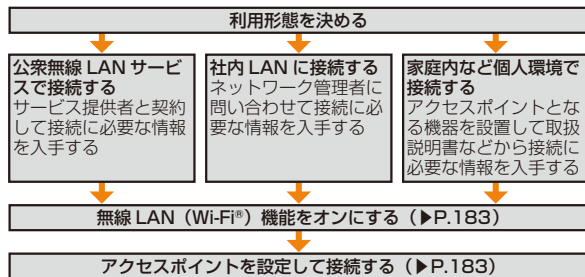 利用形態を決める
公衆無線 LAN サービ
スで接続する
サービス提供者と契約
して接続に必要な情報
を入手する
社内 LAN に接続する
ネットワーク管理者に
問い合わせて接続に必
要な情報を入手する
家庭内など個人環境で
接続する
アクセスポイントとな
る機器を設置して取扱
説明書などから接続に
必要な情報を入手する
無線 LAN（Wi-Fi®）機能をオンにする（▶P.183）
アクセスポイントを設定して接続する（▶P.183）